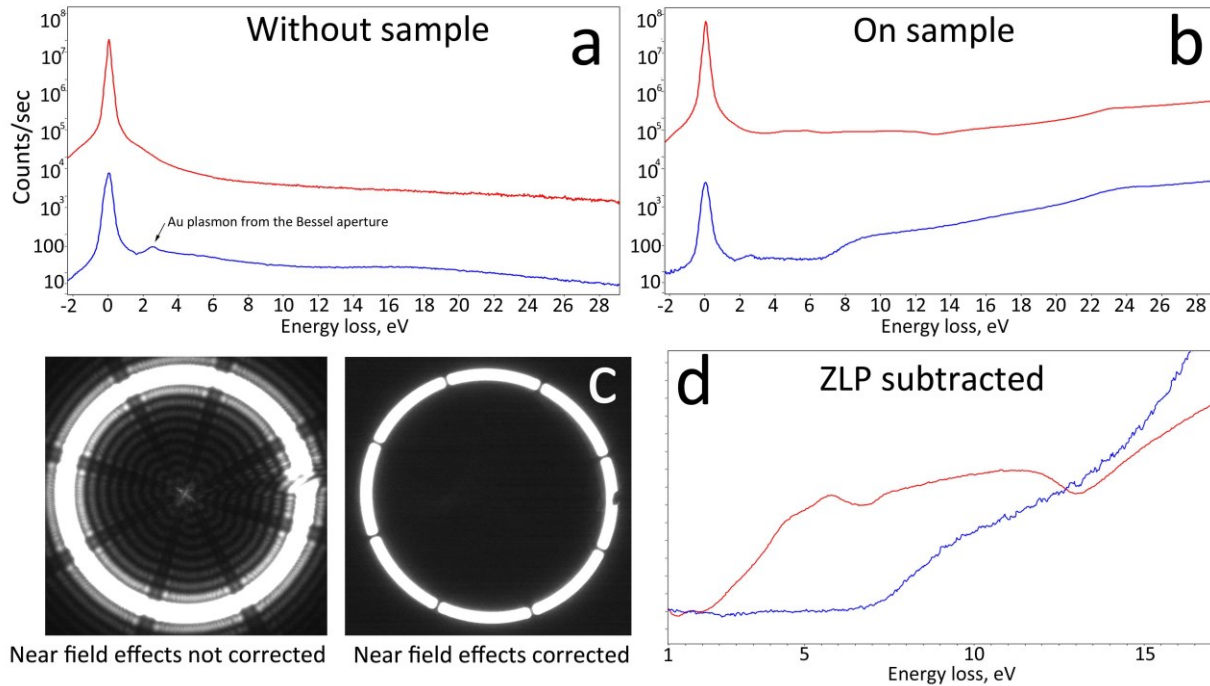 Without sample
a
Counts/sec
10⁸
10⁷
10⁶
10⁵
10⁴
10³
100
10
Au plasmon from the Bessel aperture
-2 0 2 4 6 8 10 12 14 16 18 20 22 24 26 28
Energy loss, eV
On sample
b
10⁸
10⁷
10⁶
10⁵
10⁴
10³
100
10
-2 0 2 4 6 8 10 12 14 16 18 20 22 24 26 28
Energy loss, eV
c
Near field effects not corrected
Near field effects corrected
d
ZLP subtracted
1 5 10 15
Energy loss, eV